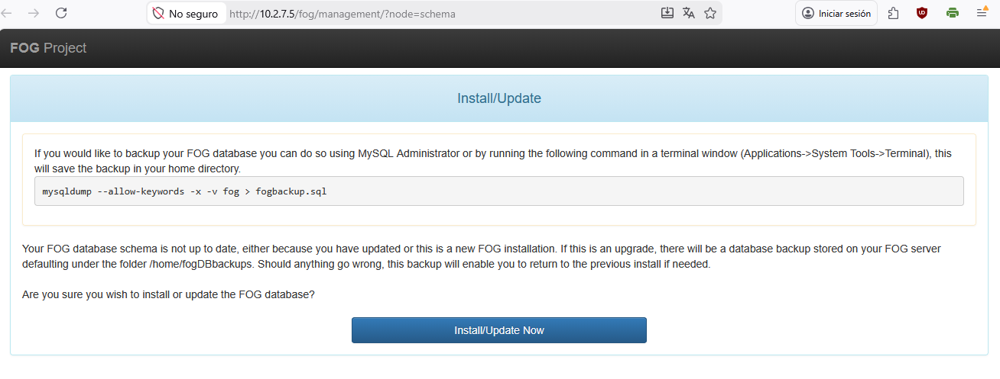 No seguro
http://10.2.7.5/fog/management/?node=schema
Iniciar sesión
FOG Project
Install/Update
If you would like to backup your FOG database you can do so using MySQL Administrator or by running the following command in a terminal window (Applications->System Tools->Terminal), this
will save the backup in your home directory.
mysqldump --allow-keywords -x -v fog > fogbackup.sql
Your FOG database schema is not up to date, either because you have updated or this is a new FOG installation. If this is an upgrade, there will be a database backup stored on your FOG server
defaulting under the folder /home/fogDBbackups. Should anything go wrong, this backup will enable you to return to the previous install if needed.
Are you sure you wish to install or update the FOG database?
Install/Update Now